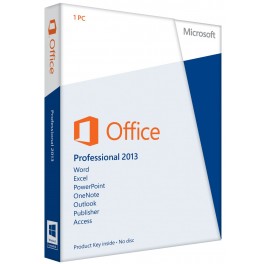 1 PC
Microsoft
Office
Professional 2013
Word
Excel
PowerPoint
OneNote
Outlook
Publisher
Access
Product Key inside - No disc